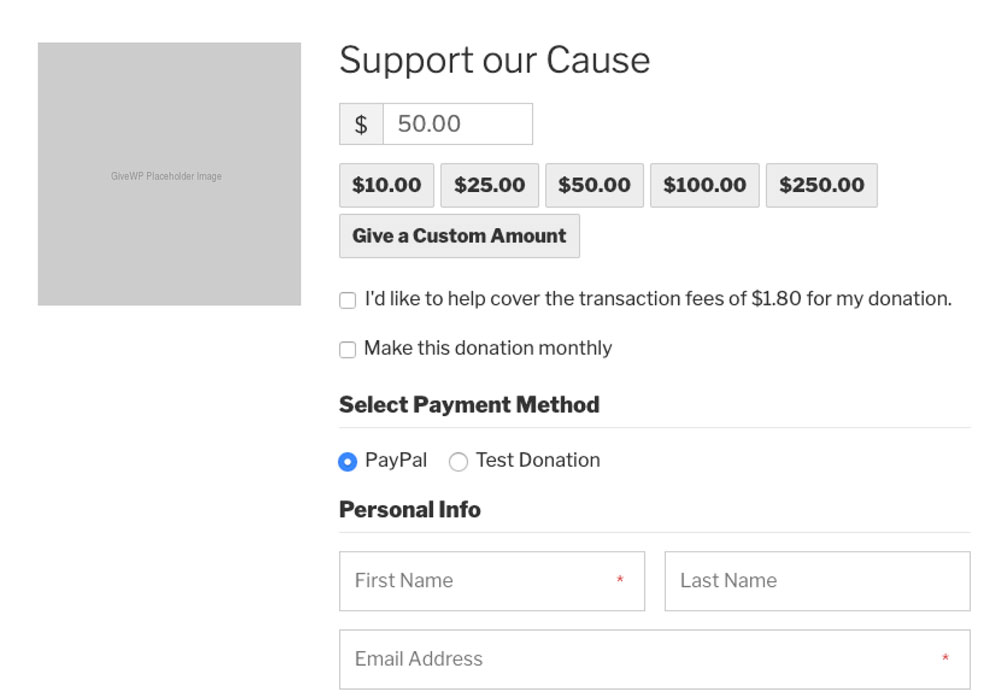 GiveWP Placeholder Image
Support our Cause
$ 50.00
$10.00 $25.00 $50.00 $100.00 $250.00
Give a Custom Amount
I'd like to help cover the transaction fees of $1.80 for my donation.
Make this donation monthly
Select Payment Method
PayPal Test Donation
Personal Info
First Name * Last Name
Email Address *